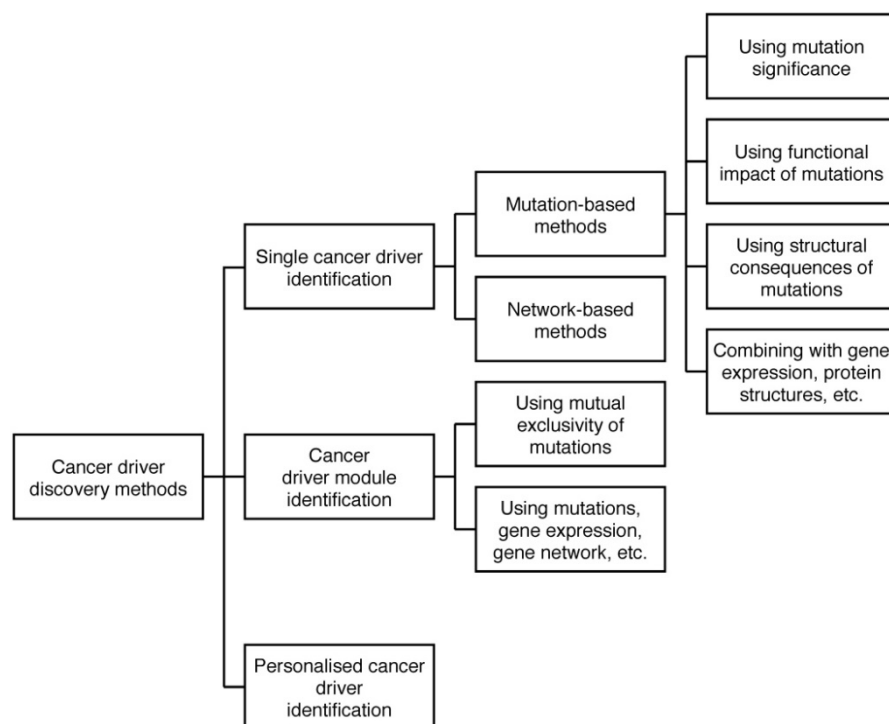 Using mutation
significance
Using functional
impact of mutations
Mutation-based
methods
Single cancer driver
identification
Using structural
consequences of
mutations
Network-based
methods
Combining with gene
expression, protein
structures, etc.
Using mutual
exclusivity of
mutations
Cancer driver
discovery methods
Cancer
driver module
identification
Using mutations,
gene expression,
gene network, etc.
Personalised cancer
driver
identification